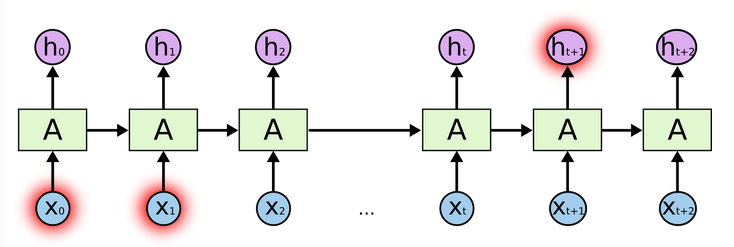 h₀ h₁ h₂ hₜ hₜ₊₁ hₜ₊₂
A A A A A A
x₀ x₁ x₂ ... xₜ xₜ₊₁ xₜ₊₂